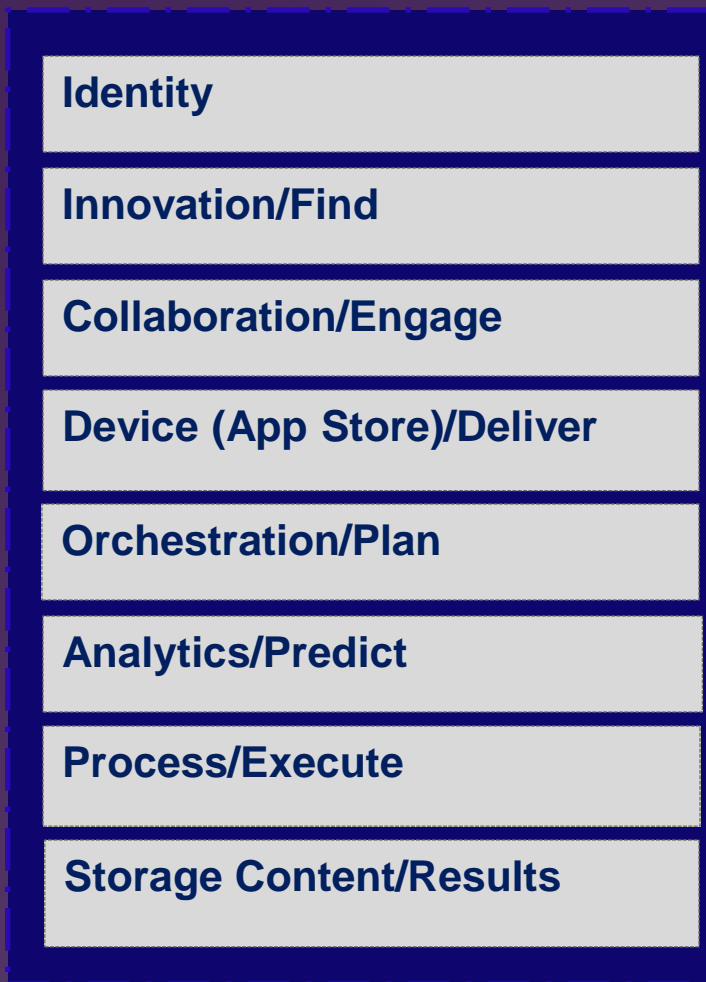 Identity
Innovation/Find
Collaboration/Engage
Device (App Store)/Deliver
Orchestration/Plan
Analytics/Predict
Process/Execute
Storage Content/Results